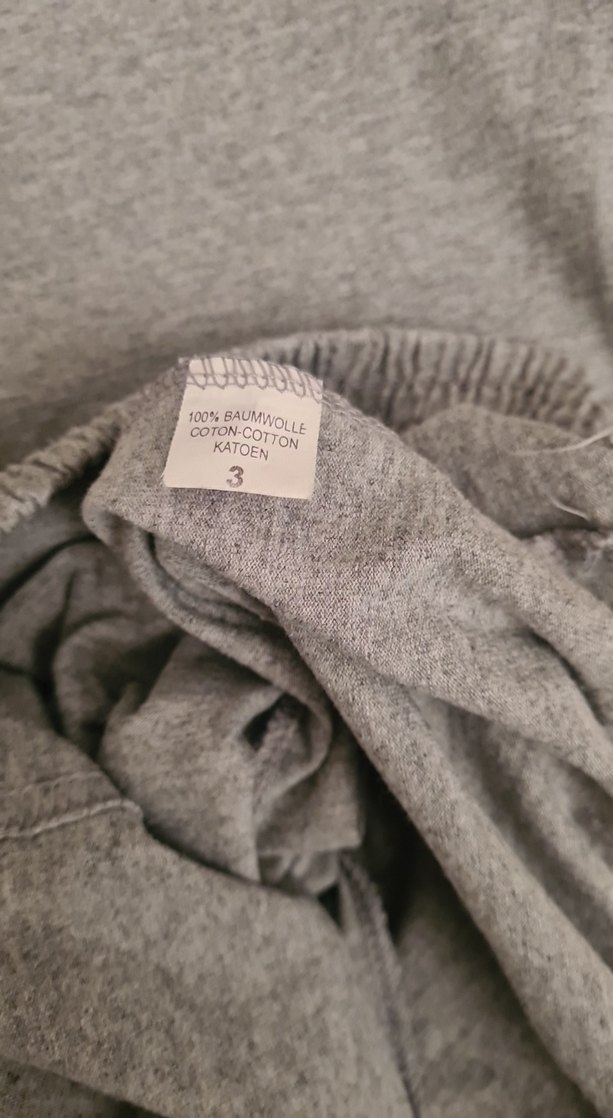 100% BAUMWOLLE
COTON-COTTON
KATOEN
3